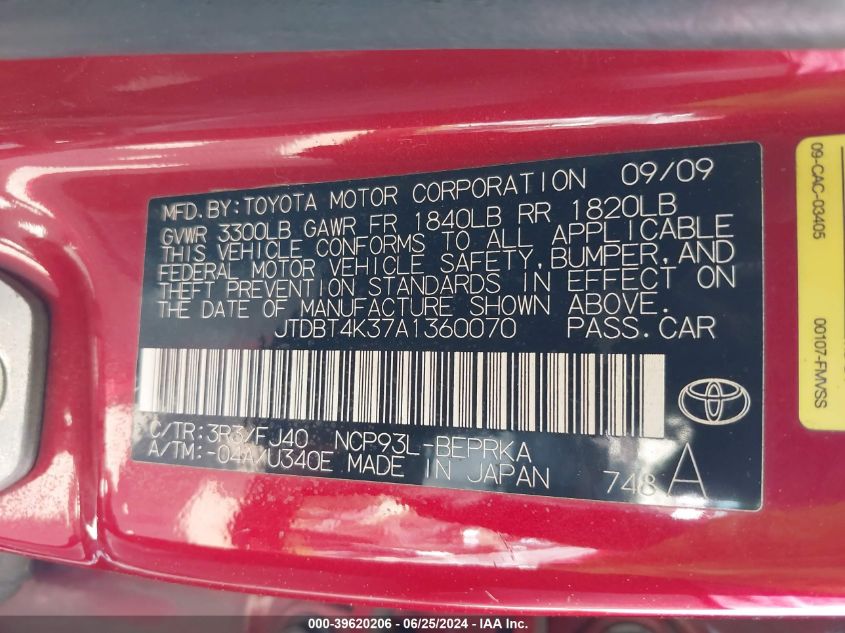 MFD.BY:TOYOTA MOTOR CORPORATION 09/09
GVWR 3300LB GAWR FR 1840LB RR 1820LB
THIS VEHICLE CONFORMS TO ALL APPLICABLE
FEDERAL MOTOR VEHICLE SAFETY,BUMPER,AND
THEFT PREVENTION STANDARDS IN EFFECT ON
THE DATE OF MANUFACTURE SHOWN ABOVE.
JTDBT4K37A1360070 PASS.CAR
C/TR:3R3/FJ40 NCP93L-BEPRKA
A/TM:-04A/U340E MADE IN JAPAN 748 A
09-CAC-03405
00107-FMVSS
000-39620206 - 06/25/2024 - IAA Inc.